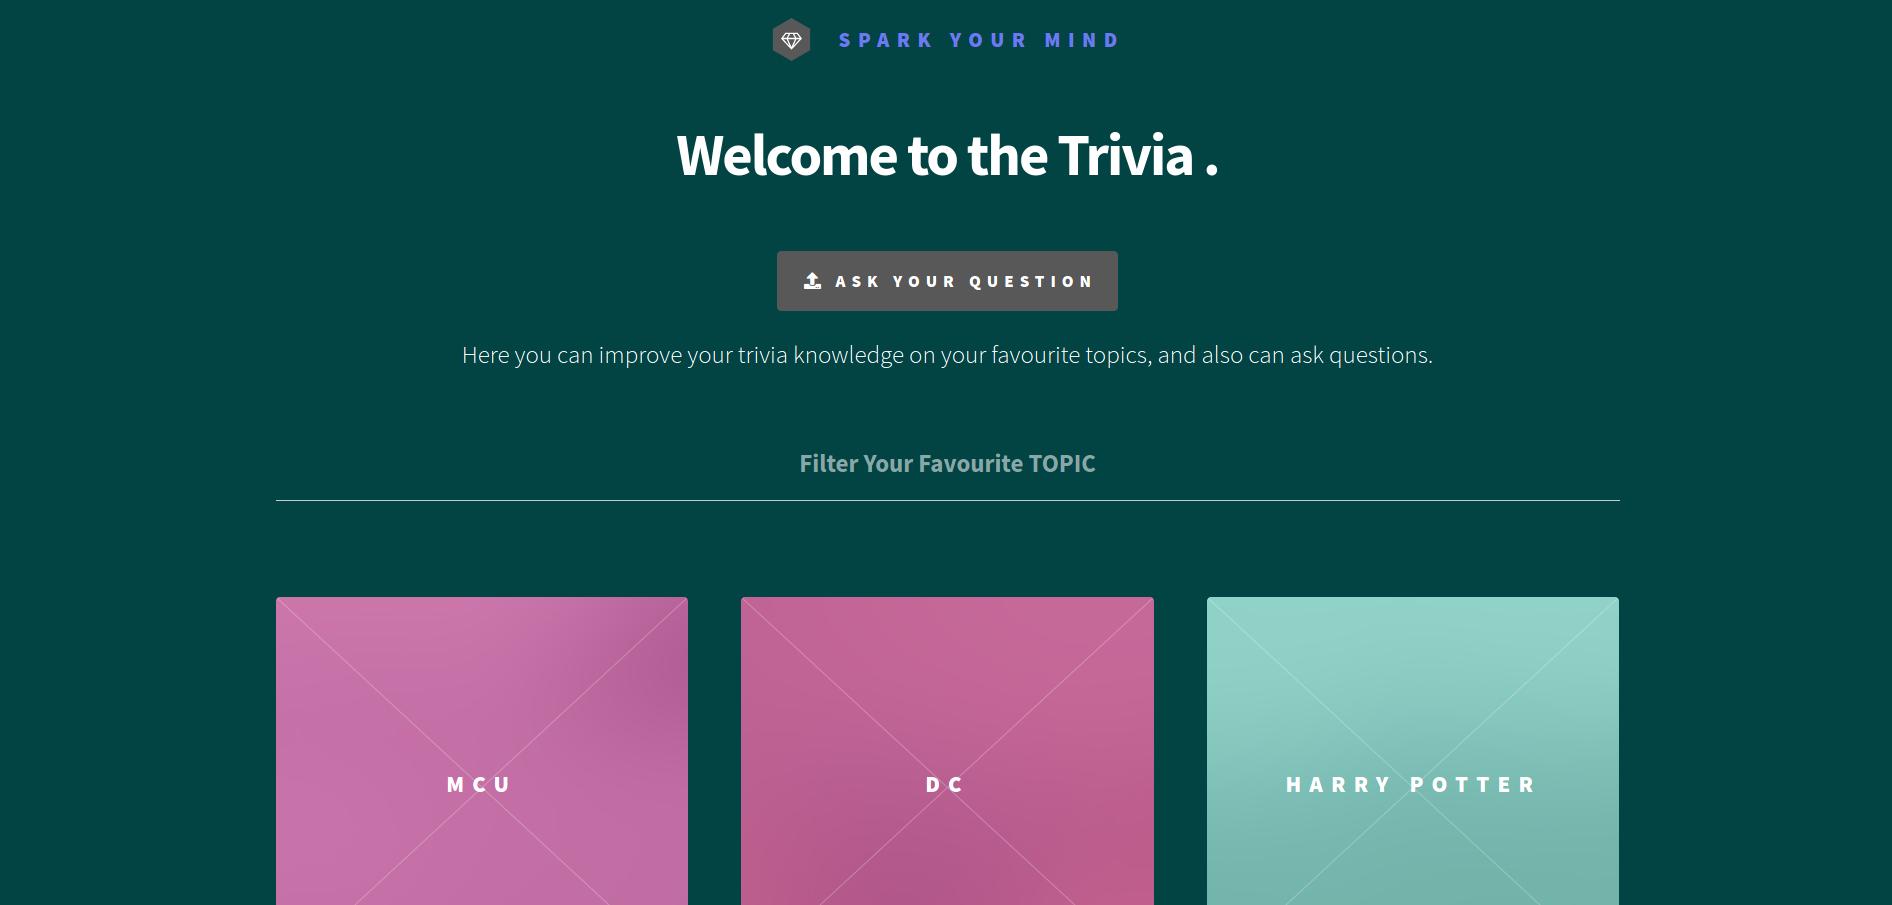 SPARK YOUR MIND
Welcome to the Trivia .
ASK YOUR QUESTION
Here you can improve your trivia knowledge on your favourite topics, and also can ask questions.
Filter Your Favourite TOPIC
MCU
DC
HARRY POTTER